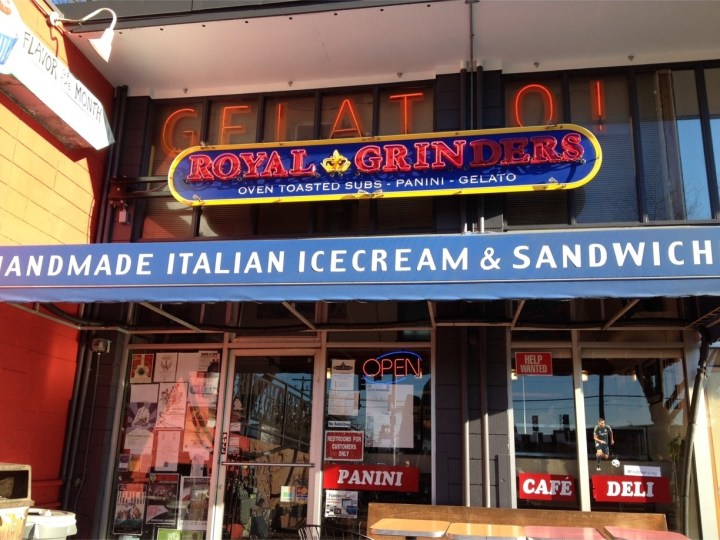 FLAVOR OF THE MONTH
GELATO!
ROYAL GRINDERS
OVEN TOASTED SUBS - PANINI - GELATO
HANDMADE ITALIAN ICECREAM & SANDWICH
OPEN
HELP WANTED
RESTROOMS FOR CUSTOMERS ONLY
PANINI
CAFÉ
DELI